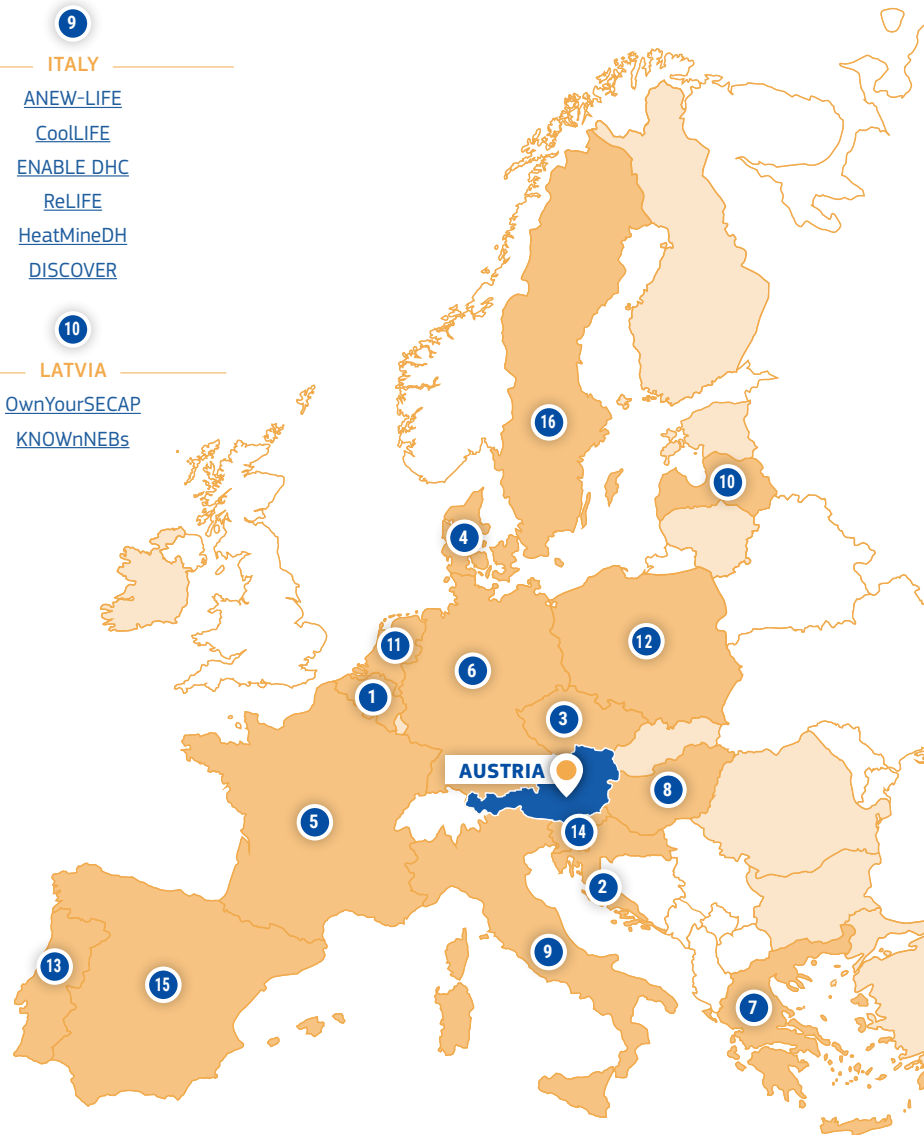 9
ITALY
ANEW-LIFE
CoolLIFE
ENABLE DHC
ReLIFE
HeatMineDH
DISCOVER
10
LATVIA
OwnYourSECAP
KNOWnNEBs
16
10
4
11
12
6
1
3
AUSTRIA
8
5
14
2
9
13
15
7